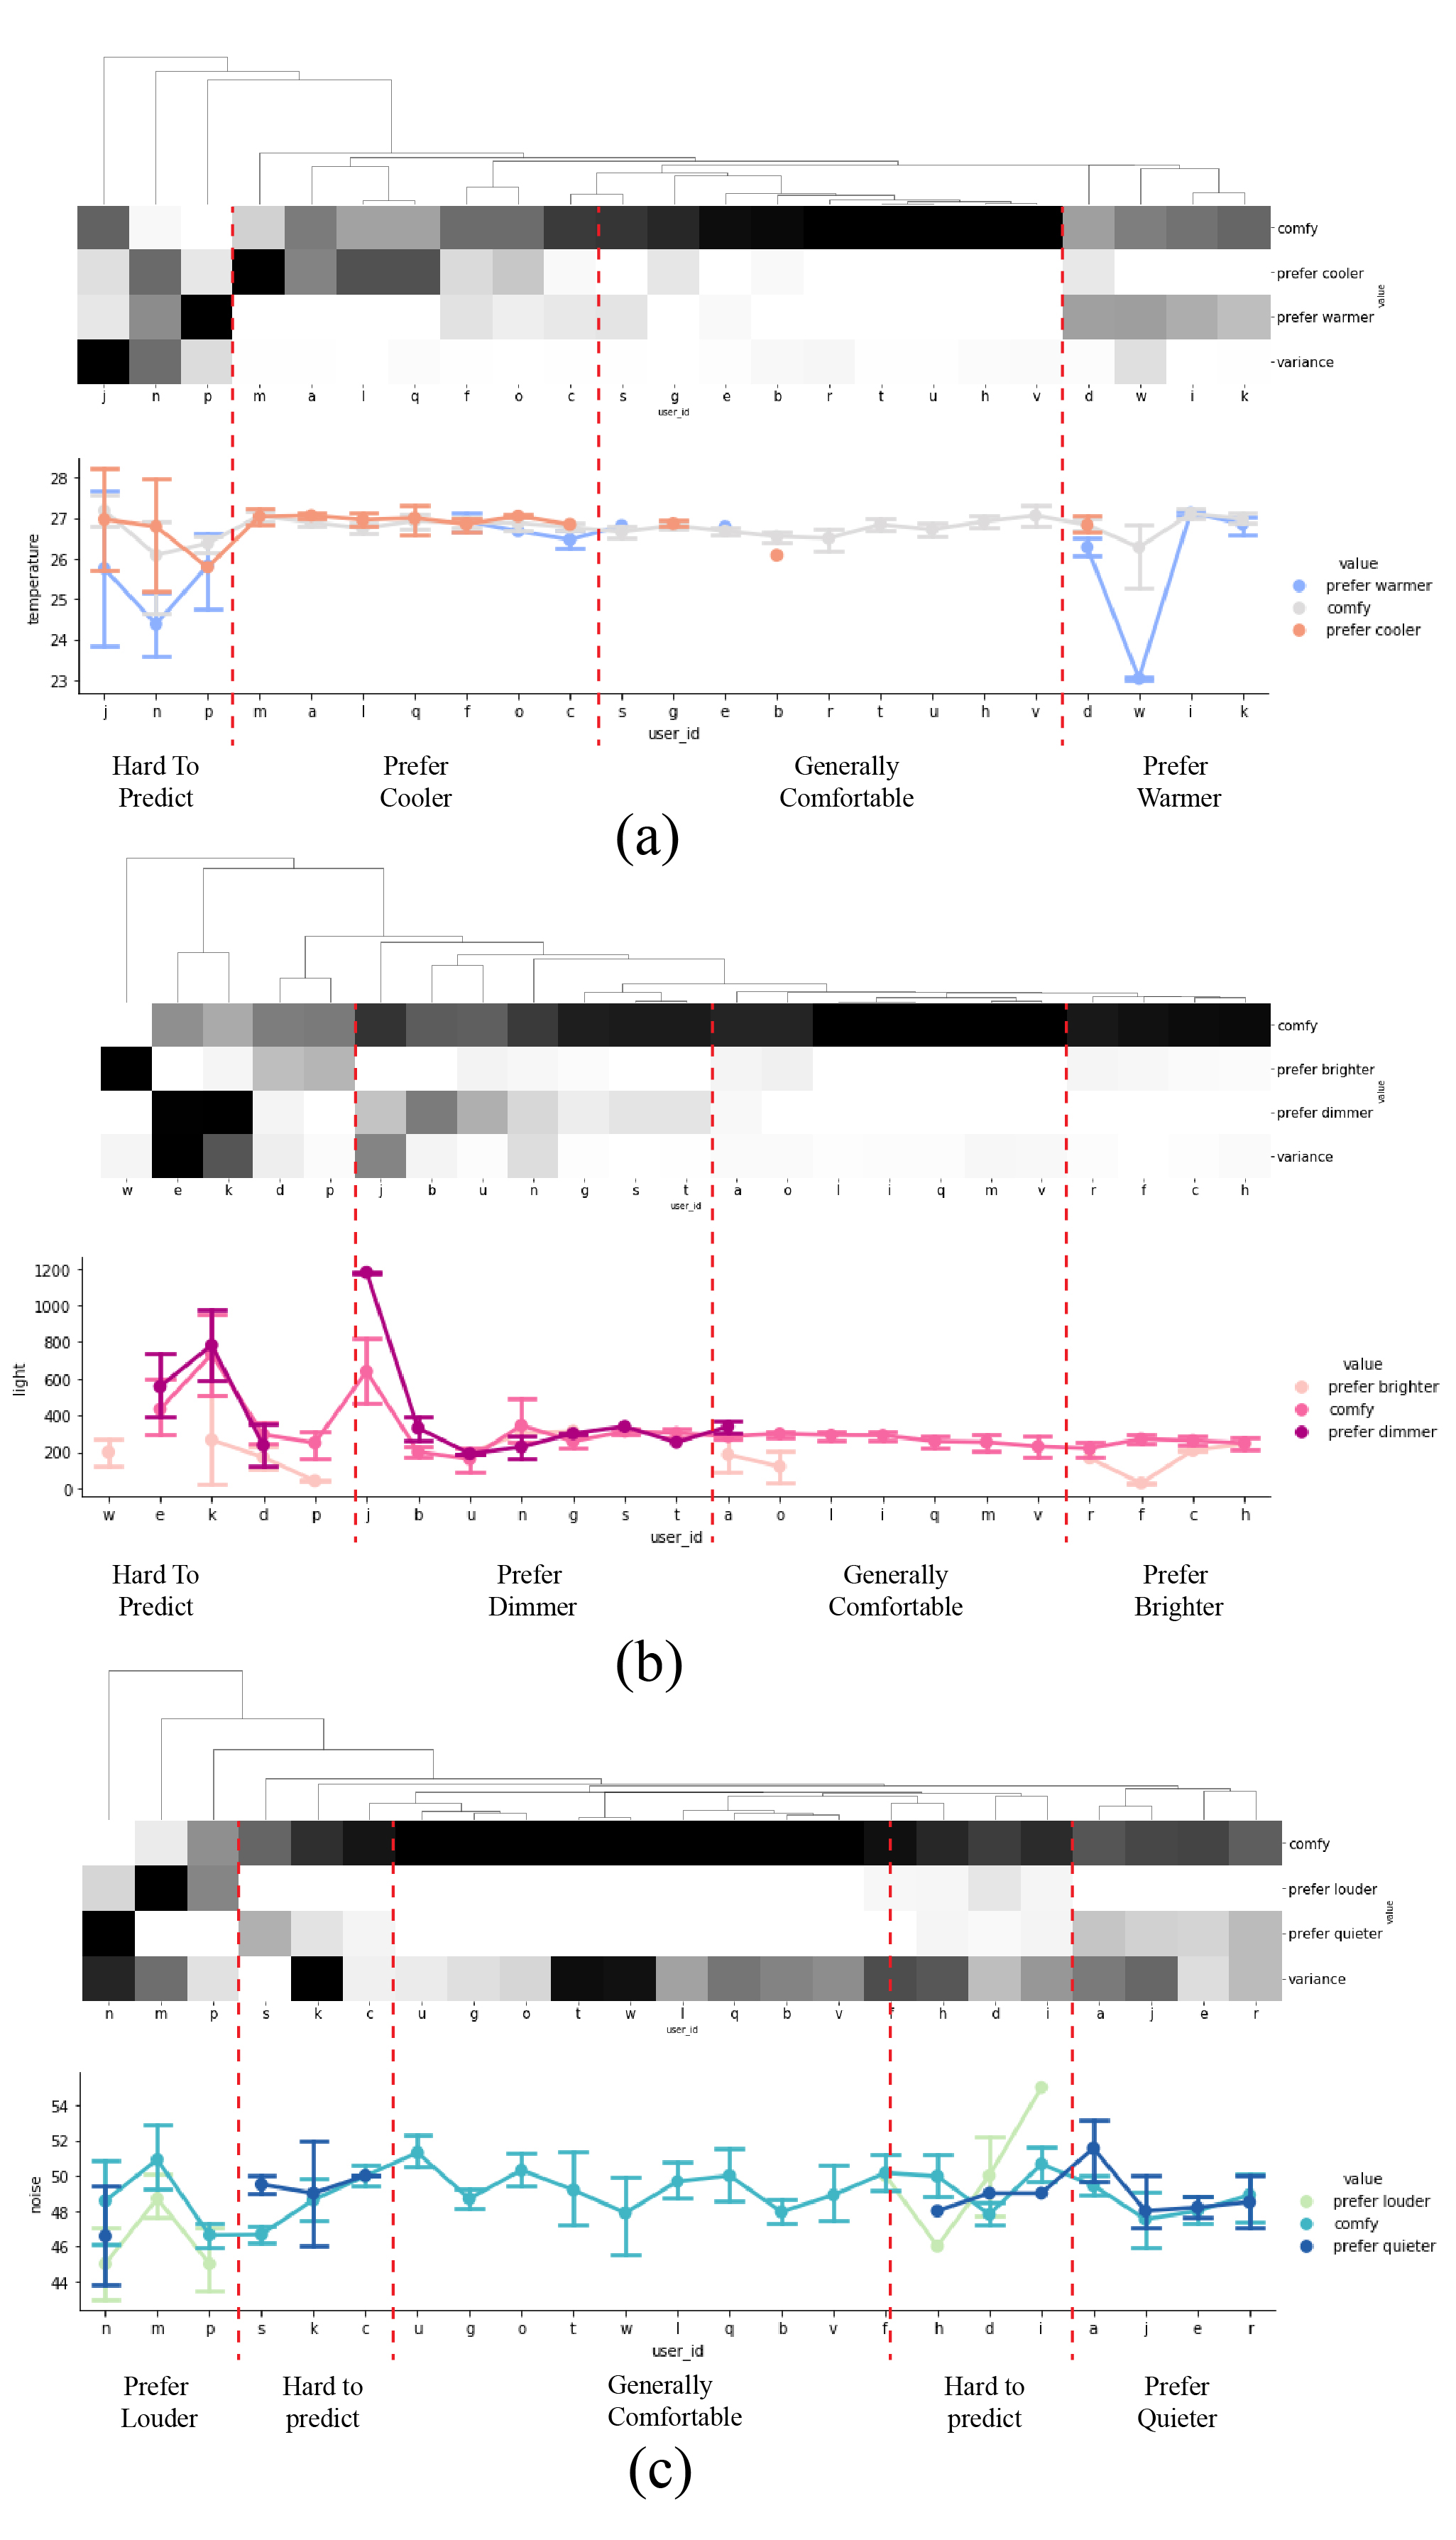 comfy
prefer cooler
prefer warmer
variance
value
j n p m a l q f o c s g e b r t u h v d w i k
user_id
28
27
26
25
24
23
temperature
j n p m a l q f o c s g e b r t u h v d w i k
user_id
value
prefer warmer
comfy
prefer cooler
Hard To
Predict
Prefer
Cooler
Generally
Comfortable
Prefer
Warmer
(a)
comfy
prefer brighter
prefer dimmer
variance
value
w e k d p j b u n g s t a o l i q m v r f c h
user_id
1200
1000
800
600
400
200
0
light
w e k d p j b u n g s t a o l i q m v r f c h
user_id
value
prefer brighter
comfy
prefer dimmer
Hard To
Predict
Prefer
Dimmer
Generally
Comfortable
Prefer
Brighter
(b)
comfy
prefer louder
prefer quieter
variance
value
n m p s k c u g o t w l q b v f h d i a j e r
user_id
54
52
50
48
46
44
noise
n m p s k c u g o t w l q b v f h d i a j e r
user_id
value
prefer louder
comfy
prefer quieter
Prefer
Louder
Hard to
predict
Generally
Comfortable
Hard to
predict
Prefer
Quieter
(c)